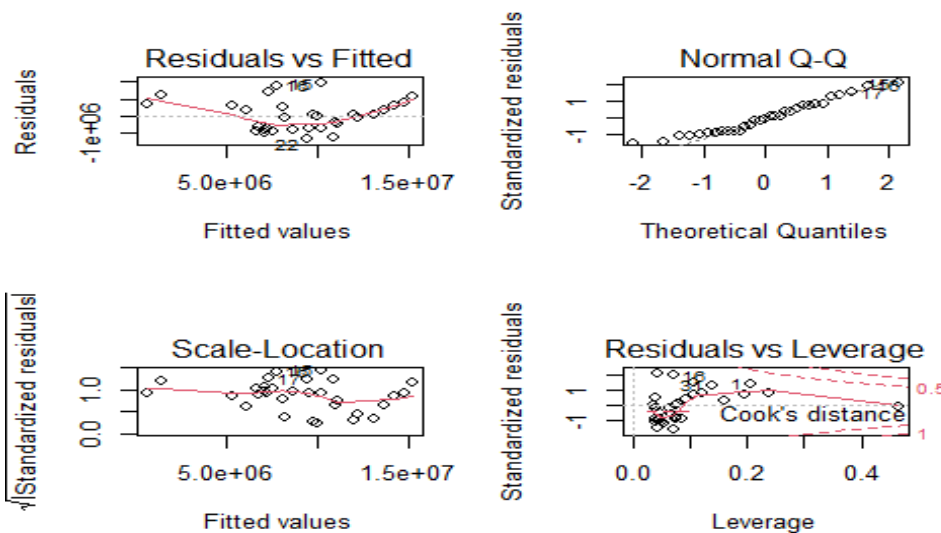 Residuals vs Fitted
Residuals
-1e+06
22
5.0e+06 1.5e+07
Fitted values
Normal Q-Q
Standardized residuals
-1 1
17
-2 -1 0 1 2
Theoretical Quantiles
Scale-Location
√|Standardized residuals|
0.0 1.0
17
5.0e+06 1.5e+07
Fitted values
Residuals vs Leverage
Standardized residuals
-1 1
16
31
1
Cook's distance
0.5
1
0.0 0.2 0.4
Leverage